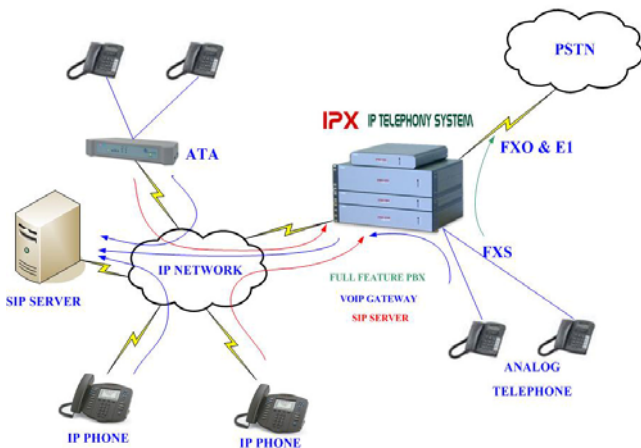 PSTN
IPX IP TELEPHONY SYSTEM
FXO & E1
ATA
IP NETWORK
FXS
SIP SERVER
FULL FEATURE PBX
VOIP GATEWAY
SIP SERVER
ANALOG
TELEPHONE
IP PHONE
IP PHONE